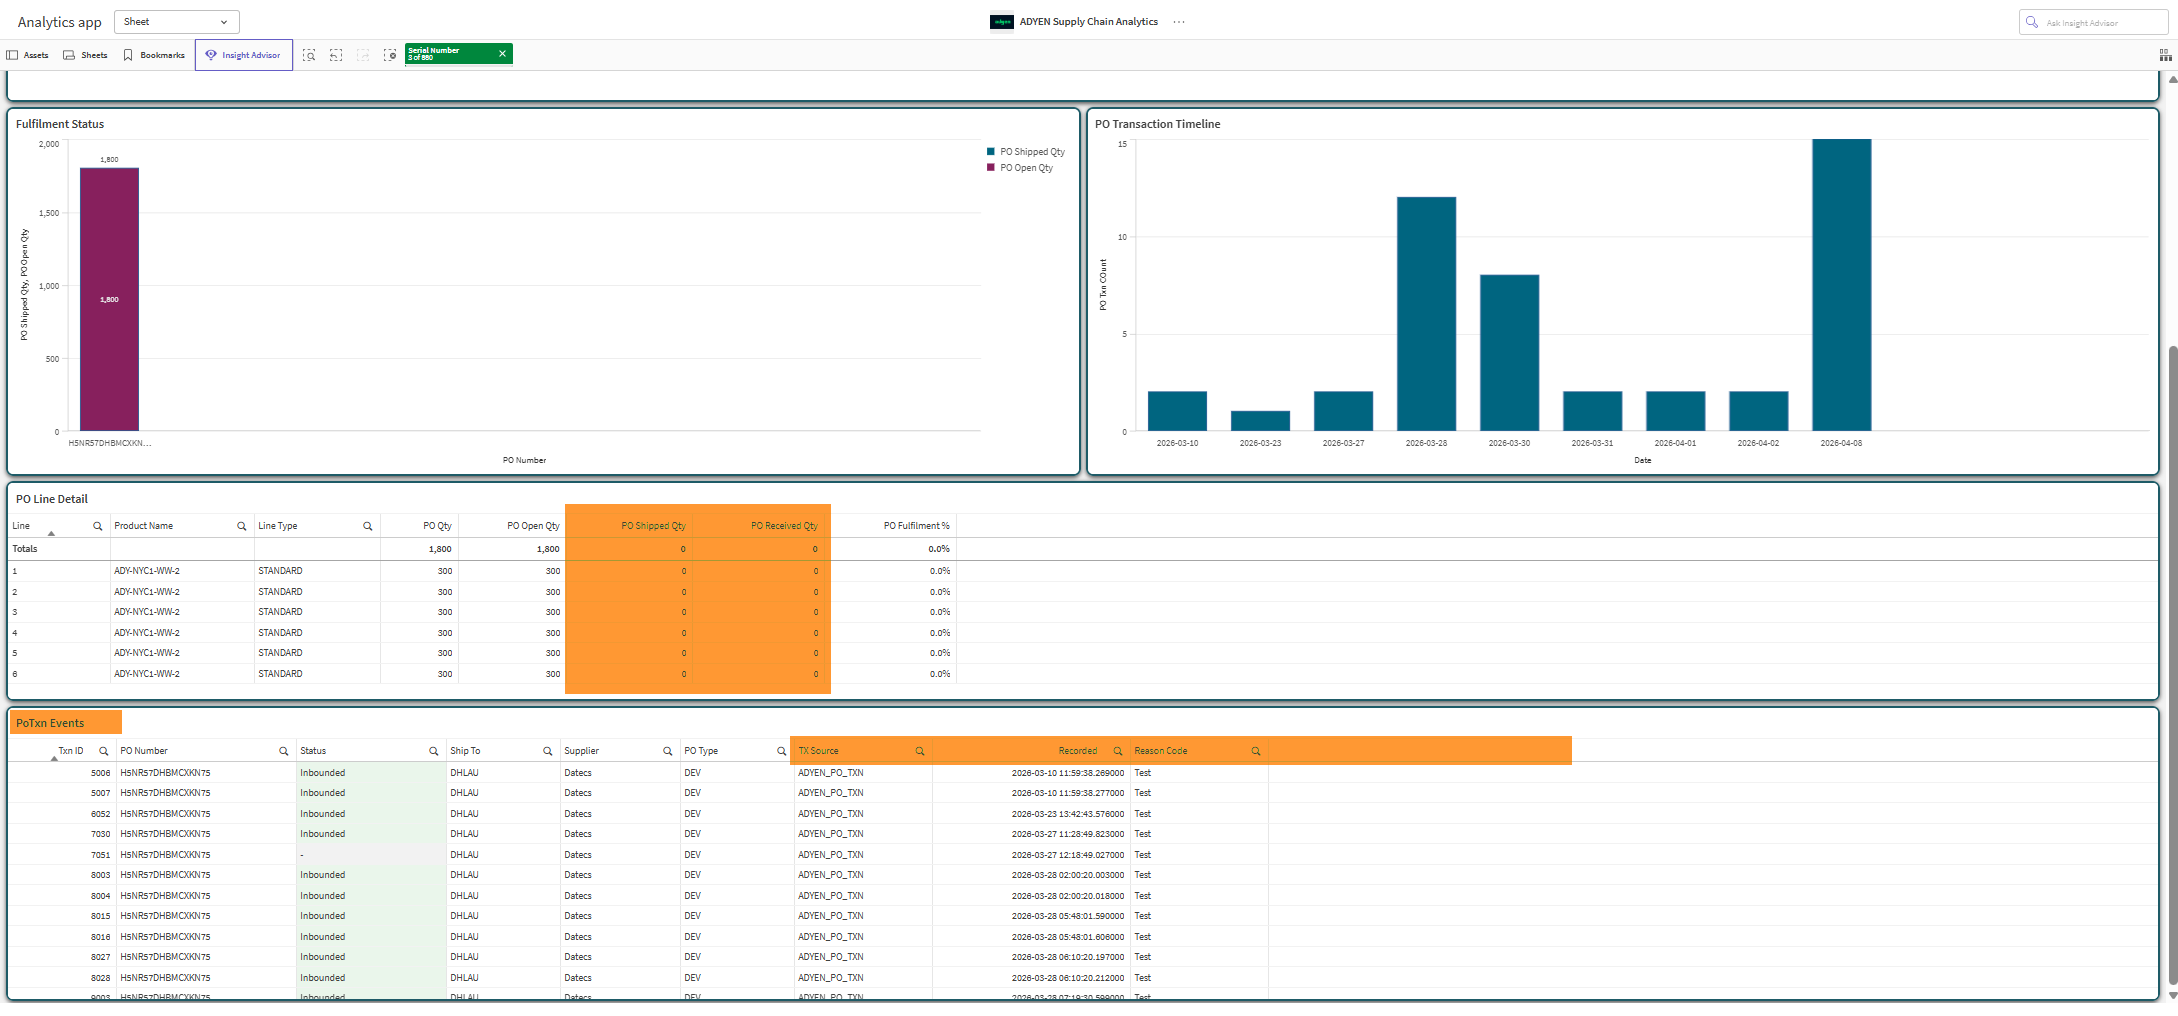 Analytics app
Sheet
adyen
ADYEN Supply Chain Analytics
...
Ask Insight Advisor
Assets
Sheets
Bookmarks
Insight Advisor
Serial Number
3 of 880
Fulfilment Status
PO Shipped Qty, PO Open Qty
2,000
1,500
1,000
500
0
1,800
1,800
H5NR57DHBMCXKN...
PO Number
PO Shipped Qty
PO Open Qty
PO Transaction Timeline
PO Txn COunt
15
10
5
0
2026-03-10 2026-03-23 2026-03-27 2026-03-28 2026-03-30 2026-03-31 2026-04-01 2026-04-02 2026-04-08
Date
PO Line Detail
Line Product Name Line Type PO Qty PO Open Qty PO Shipped Qty PO Received Qty PO Fulfilment %
Totals 1,800 1,800 0 0 0.0%
1 ADY-NYC1-WW-2 STANDARD 300 300 0 0 0.0%
2 ADY-NYC1-WW-2 STANDARD 300 300 0 0 0.0%
3 ADY-NYC1-WW-2 STANDARD 300 300 0 0 0.0%
4 ADY-NYC1-WW-2 STANDARD 300 300 0 0 0.0%
5 ADY-NYC1-WW-2 STANDARD 300 300 0 0 0.0%
6 ADY-NYC1-WW-2 STANDARD 300 300 0 0 0.0%
PoTxn Events
Txn ID PO Number Status Ship To Supplier PO Type TX Source Recorded Reason Code
5006 H5NR57DHBMCXKN75 Inbounded DHLAU Datecs DEV ADYEN_PO_TXN 2026-03-10 11:59:38.269000 Test
5007 H5NR57DHBMCXKN75 Inbounded DHLAU Datecs DEV ADYEN_PO_TXN 2026-03-10 11:59:38.277000 Test
6052 H5NR57DHBMCXKN75 Inbounded DHLAU Datecs DEV ADYEN_PO_TXN 2026-03-23 13:42:43.576000 Test
7030 H5NR57DHBMCXKN75 Inbounded DHLAU Datecs DEV ADYEN_PO_TXN 2026-03-27 11:28:49.823000 Test
7051 H5NR57DHBMCXKN75 - DHLAU Datecs DEV ADYEN_PO_TXN 2026-03-27 12:18:49.027000 Test
8003 H5NR57DHBMCXKN75 Inbounded DHLAU Datecs DEV ADYEN_PO_TXN 2026-03-28 02:00:20.003000 Test
8004 H5NR57DHBMCXKN75 Inbounded DHLAU Datecs DEV ADYEN_PO_TXN 2026-03-28 02:00:20.018000 Test
8015 H5NR57DHBMCXKN75 Inbounded DHLAU Datecs DEV ADYEN_PO_TXN 2026-03-28 05:48:01.590000 Test
8016 H5NR57DHBMCXKN75 Inbounded DHLAU Datecs DEV ADYEN_PO_TXN 2026-03-28 05:48:01.606000 Test
8027 H5NR57DHBMCXKN75 Inbounded DHLAU Datecs DEV ADYEN_PO_TXN 2026-03-28 06:10:20.197000 Test
8028 H5NR57DHBMCXKN75 Inbounded DHLAU Datecs DEV ADYEN_PO_TXN 2026-03-28 06:10:20.212000 Test
9003 H5NR57DHBMCXKN75 Inbounded DHLAU Datecs DEV ADYEN_PO_TXN 2026-03-28 07:19:30.599000 Test